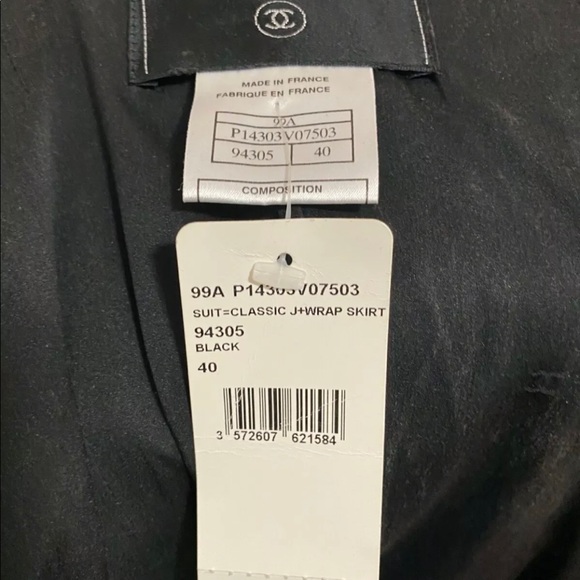 MADE IN FRANCE
FABRIQUE EN FRANCE
99A
P14303V07503
94305 40
COMPOSITION
99A P14303V07503
SUIT=CLASSIC J+WRAP SKIRT
94305
BLACK
40
3 572607 621584